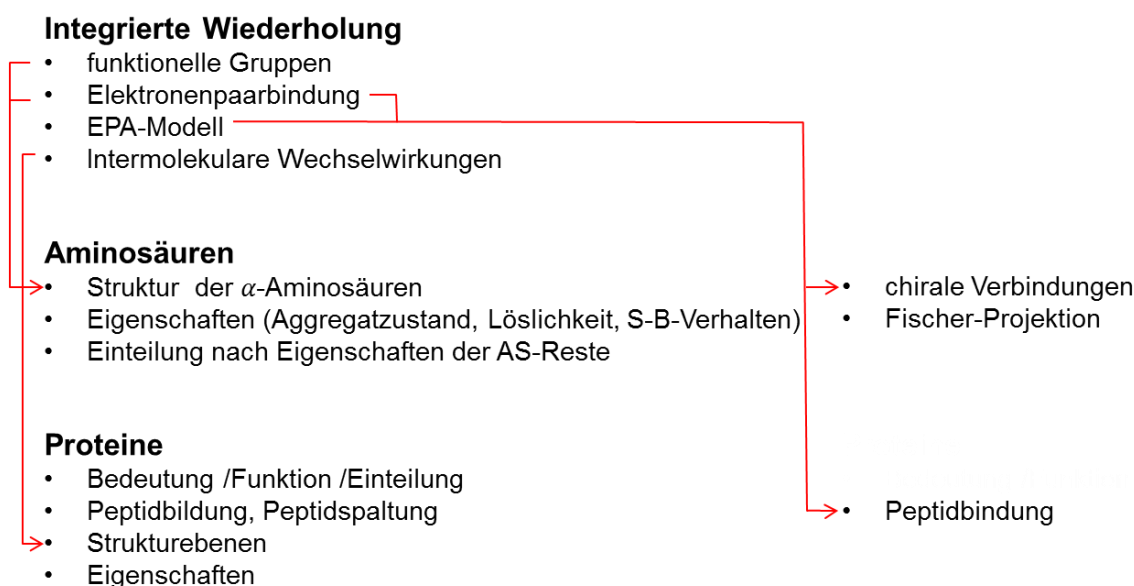 Integrierte Wiederholung
• funktionelle Gruppen
• Elektronenpaarbindung
• EPA-Modell
• Intermolekulare Wechselwirkungen
Aminosäuren
• Struktur der α-Aminosäuren
• Eigenschaften (Aggregatzustand, Löslichkeit, S-B-Verhalten)
• Einteilung nach Eigenschaften der AS-Reste
• chirale Verbindungen
• Fischer-Projektion
Proteine
• Bedeutung /Funktion /Einteilung
• Peptidbildung, Peptidspaltung
• Strukturebenen
• Eigenschaften
• Peptidbindung